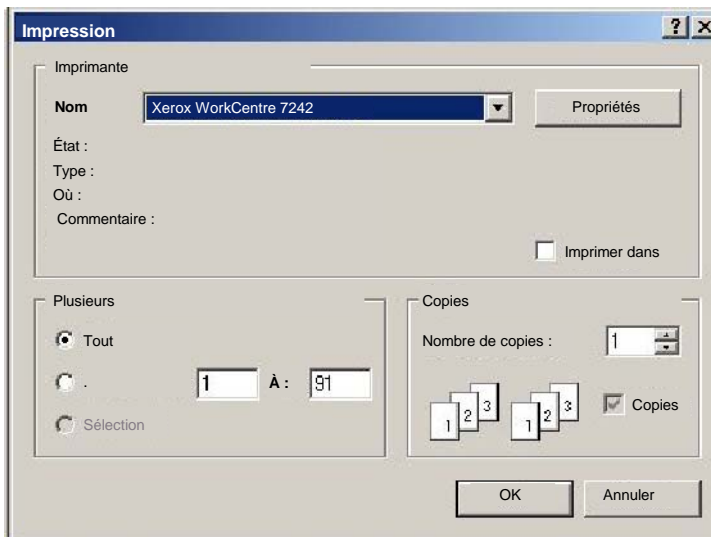 Impression
Imprimante
Nom Xerox WorkCentre 7242 Propriétés
État :
Type :
Où :
Commentaire :
Imprimer dans
Plusieurs
Tout
. 1 À : 91
Sélection
Copies
Nombre de copies : 1
1 2 3 1 2 3 Copies
OK Annuler